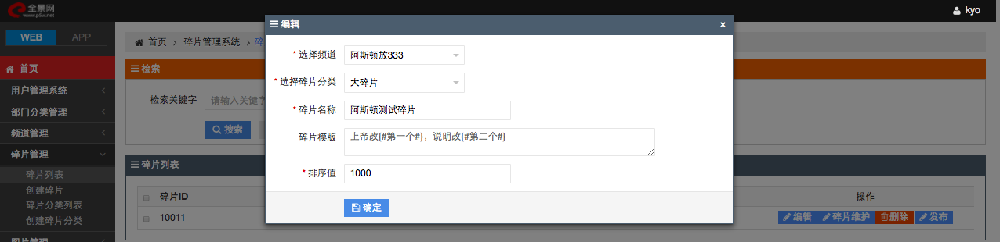 全景网
www.p5w.net
kyo
WEB APP
首页
用户管理系统
部门分类管理
频道管理
碎片管理
碎片列表
创建碎片
碎片分类列表
创建碎片分类
图片管理
首页 > 碎片管理系统 > 碎
检索
检索关键字 请输入关键字
搜索
碎片列表
碎片ID 操作
10011 编辑 碎片维护 删除 发布
编辑 ×
* 选择频道 阿斯顿放333
* 选择碎片分类 大碎片
* 碎片名称 阿斯顿测试碎片
碎片模版 上帝改{#第一个#}，说明改{#第二个#}
* 排序值 1000
确定